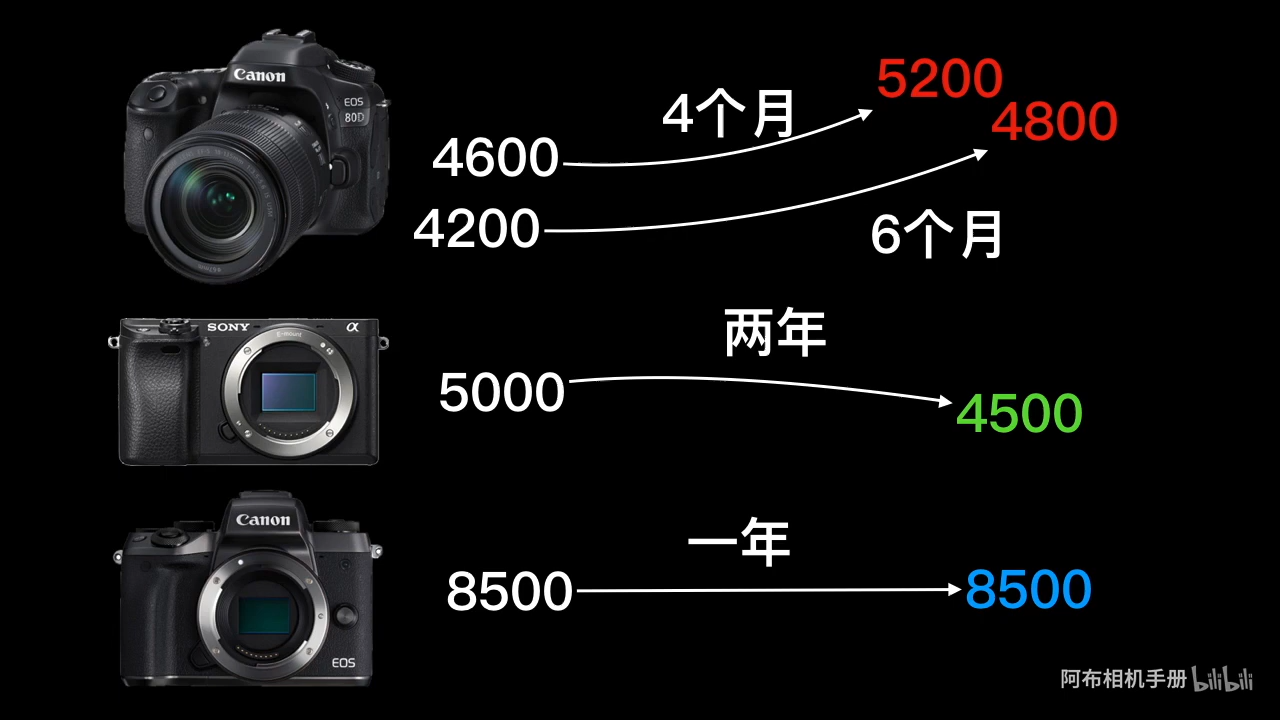 Canon
EOS
80D
4600
4个月
5200
4200
6个月
4800
SONY
α
E-mount
5000
两年
4500
Canon
EOS
8500
一年
8500
阿布相机手册 bilibili